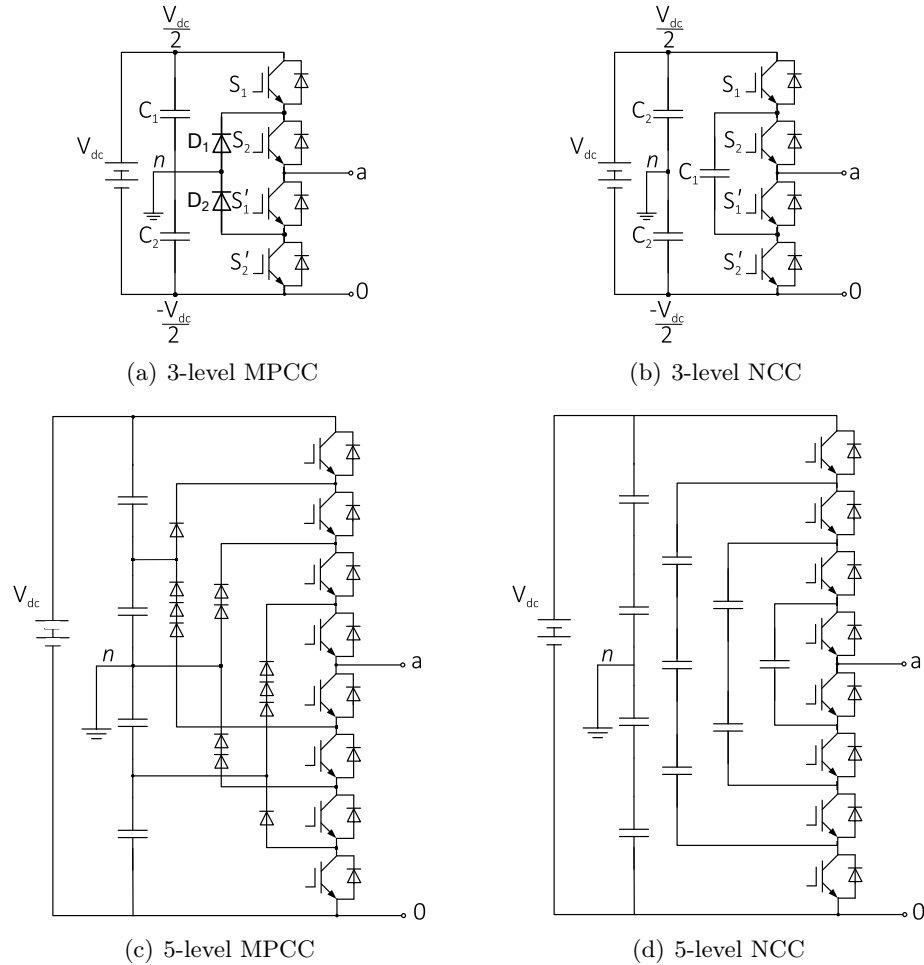 V_dc/2
S_1
C_1
D_1 S_2
V_dc
n
a
D_2 S_1'
C_2
S_2'
0
-V_dc/2
(a) 3-level MPCC
V_dc/2
S_1
C_2
S_2
V_dc
n
C_1
a
S_1'
C_2
S_2'
0
-V_dc/2
(b) 3-level NCC
V_dc
n
a
0
(c) 5-level MPCC
V_dc
n
a
0
(d) 5-level NCC